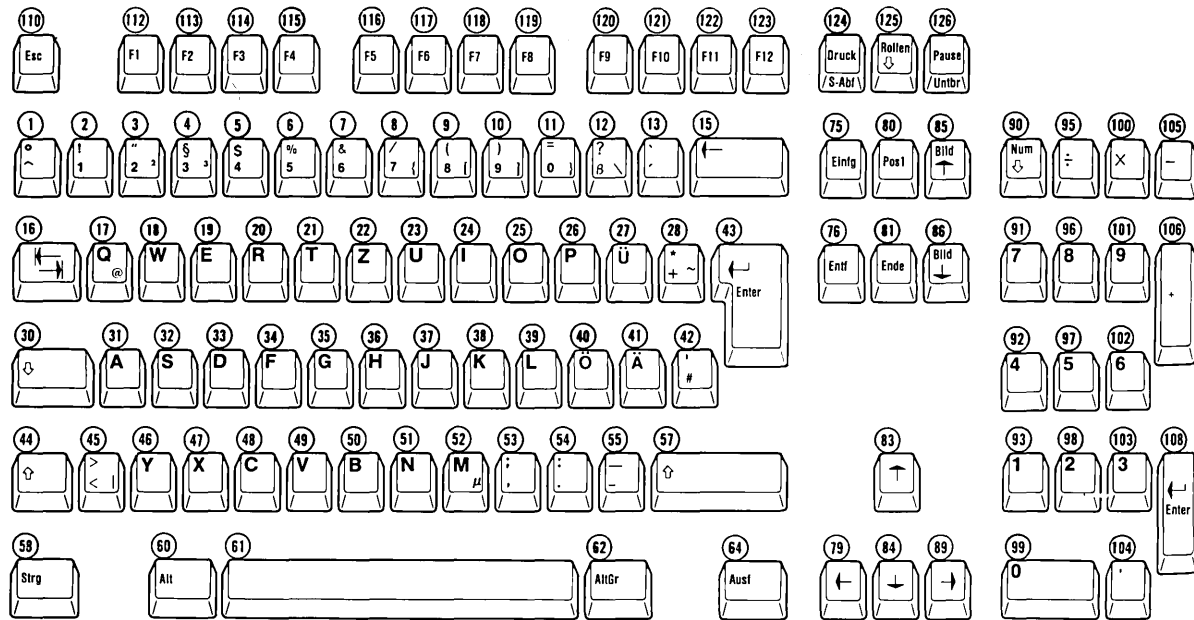 110 112 113 114 115 116 117 118 119 120 121 122 123 124 125 126
Esc F1 F2 F3 F4 F5 F6 F7 F8 F9 F10 F11 F12 Druck Rollen ⇩ Pause
S-Abf Untbr
1 2 3 4 5 6 7 8 9 10 11 12 13 15 75 80 85 90 95 100 105
° ! " § $ % & / ( ) = ? ` ← Einfg Pos1 Bild ↑ Num ⇩ ÷ × −
^ 1 2 ² 3 ³ 4 5 6 7 { 8 [ 9 ] 0 } ß \ ´
16 17 18 19 20 21 22 23 24 25 26 27 28 43 76 81 86 91 96 101 106
Q @ W E R T Z U I O P Ü * + ~ ↵ Enter Entf Ende Bild ↓ 7 8 9 +
30 31 32 33 34 35 36 37 38 39 40 41 42 92 97 102
⇩ A S D F G H J K L Ö Ä ' # 4 5 6
44 45 46 47 48 49 50 51 52 53 54 55 57 83 93 98 103 108
⇧ > < | Y X C V B N M µ ; , : . — – ⇧ ↑ 1 2 3 ↵ Enter
58 60 61 62 64 79 84 89 99 104
Strg Alt AltGr Ausf ← ↓ → 0 ,